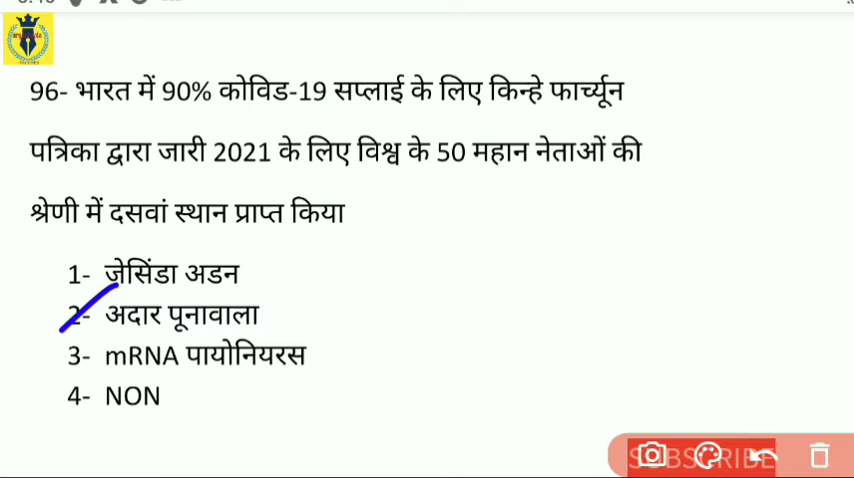 96- भारत में 90% कोविड-19 सप्लाई के लिए किन्हे फार्च्यून
पत्रिका द्वारा जारी 2021 के लिए विश्व के 50 महान नेताओं की
श्रेणी में दसवां स्थान प्राप्त किया
1- जेसिंडा अडन
2- अदार पूनावाला
3- mRNA पायोनियरस
4- NON
SUBSCRIBE